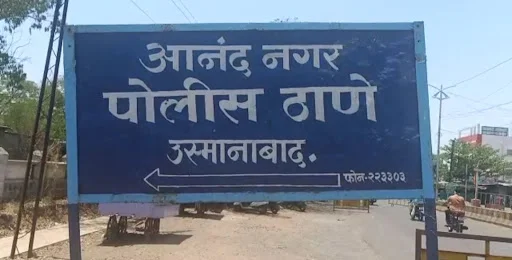 आनंद नगर
पोलीस ठाणे
उस्मानाबाद.
फोन-२२३३०३